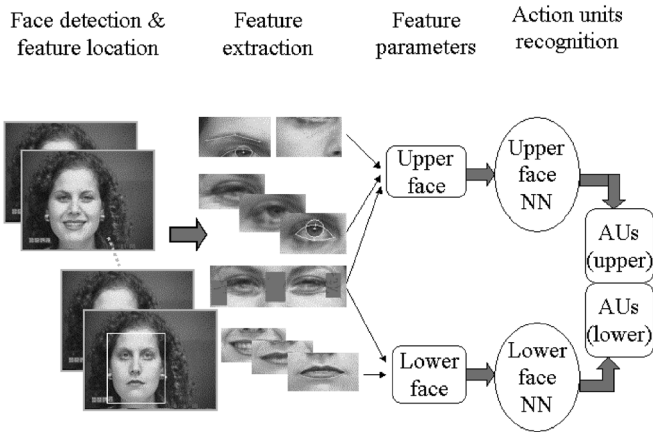 Face detection &
feature location
Feature
extraction
Feature
parameters
Action units
recognition
Upper
face
Upper
face
NN
AUs
(upper)
AUs
(lower)
Lower
face
Lower
face
NN